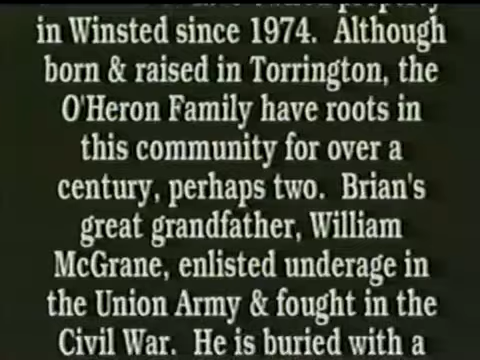 in Winsted since 1974.  Although
born & raised in Torrington, the
O'Heron Family have roots in
this community for over a
century, perhaps two.  Brian's
great grandfather, William
McGrane, enlisted underage in
the Union Army & fought in the
Civil War.  He is buried with a